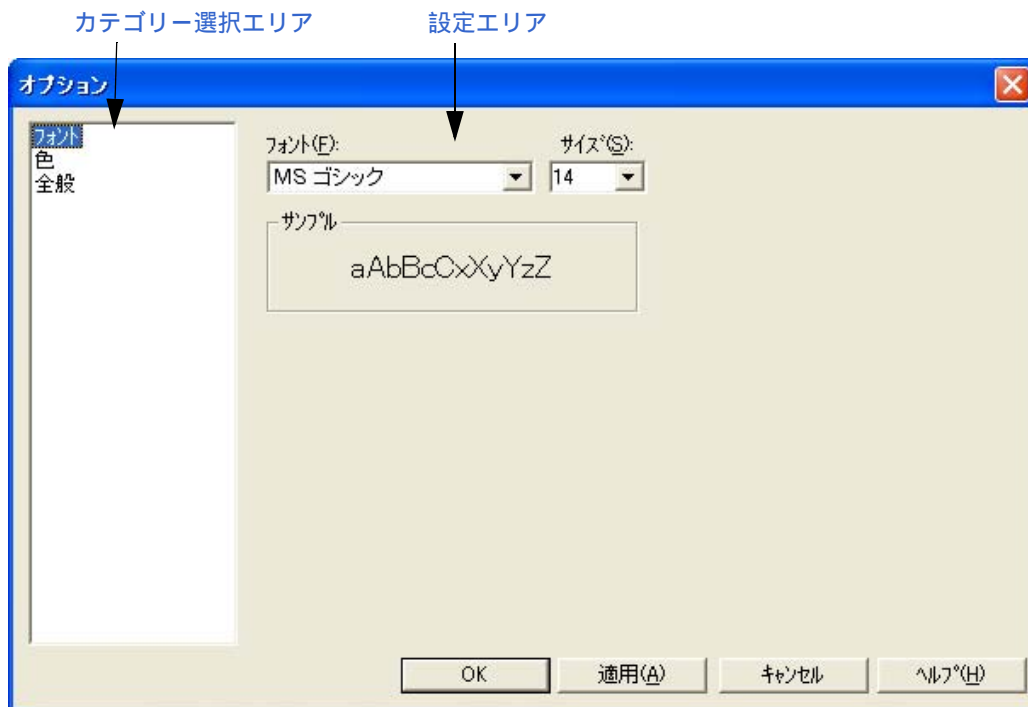 カテゴリー選択エリア 設定エリア
オプション
フォント
色
全般
フォント(F): サイズ(S):
MS ゴシック 14
サンプル
aAbBcCxXyYzZ
OK 適用(A) キャンセル ヘルプ(H)